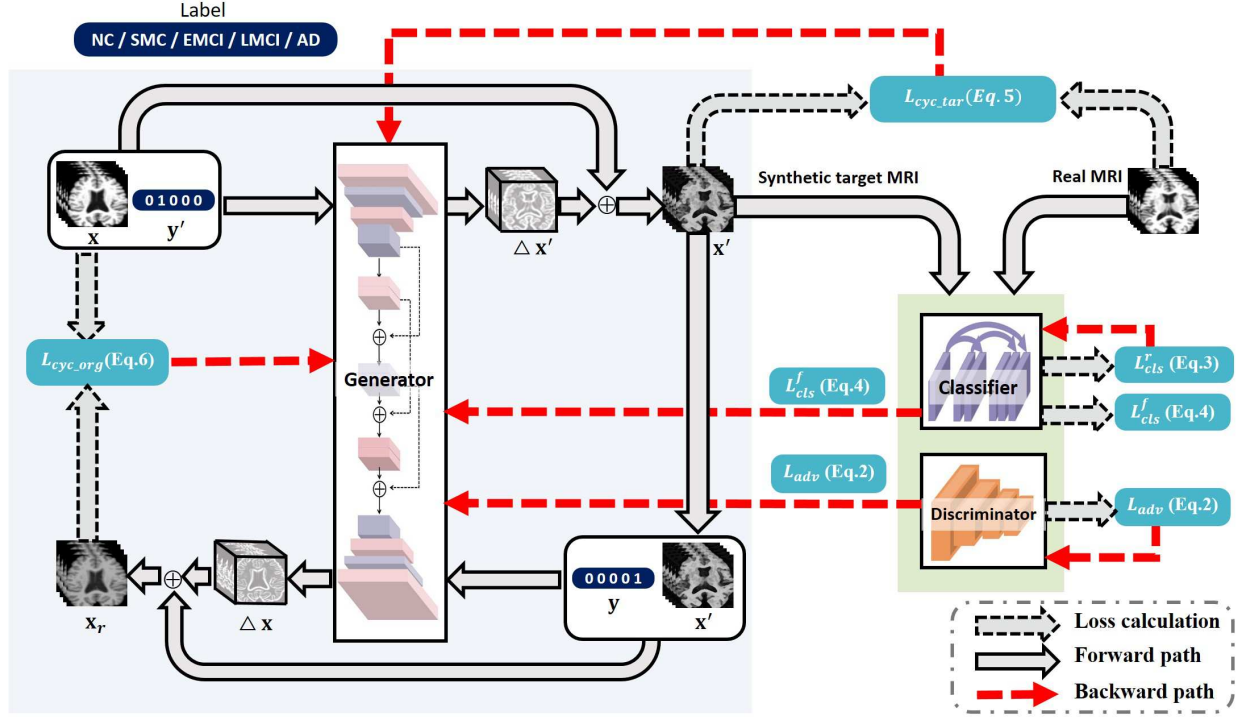 Label
NC / SMC / EMCI / LMCI / AD
L_cyc_tar(Eq. 5)
01000
x
y′
△ x′
x′
Synthetic target MRI
Real MRI
L_cyc_org(Eq.6)
Generator
Classifier
L^r_cls (Eq.3)
L^f_cls (Eq.4)
L^f_cls (Eq.4)
L_adv (Eq.2)
Discriminator
L_adv (Eq.2)
x_r
△ x
00001
y
x′
Loss calculation
Forward path
Backward path